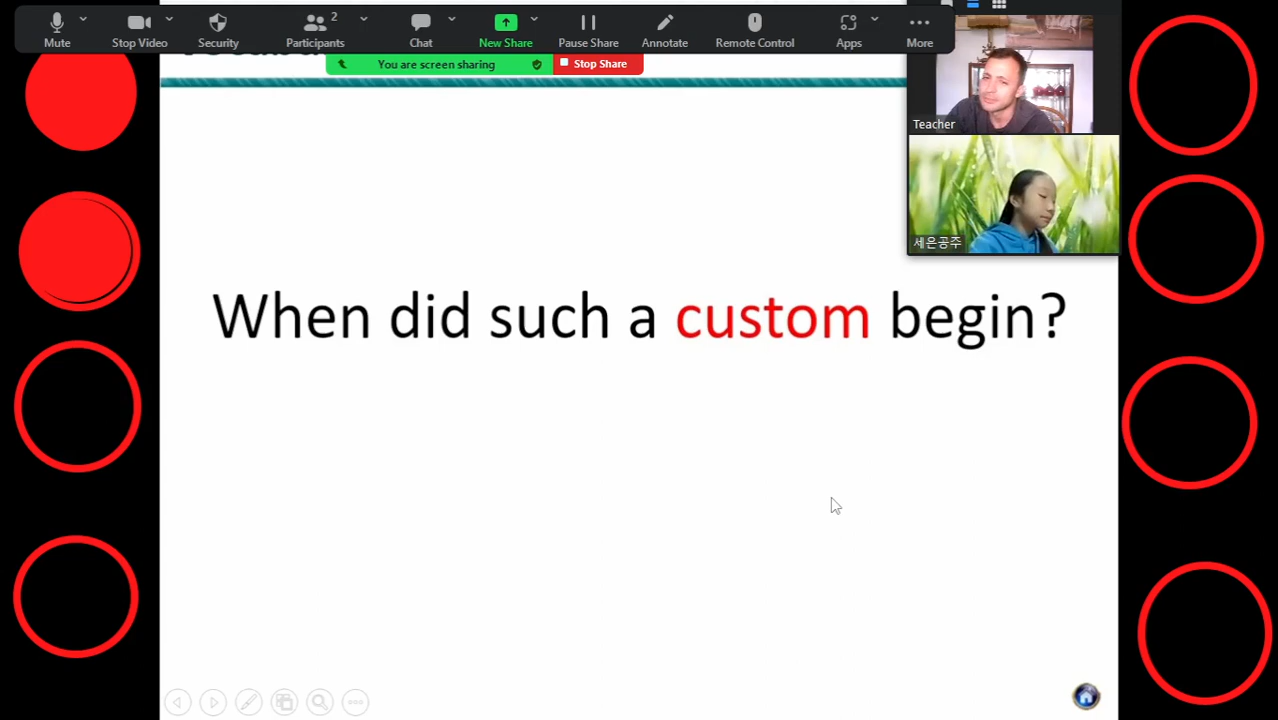 Mute
Stop Video
Security
Participants
2
Chat
New Share
Pause Share
Annotate
Remote Control
Apps
More
You are screen sharing
Stop Share
Teacher
세은공주
When did such a custom begin?